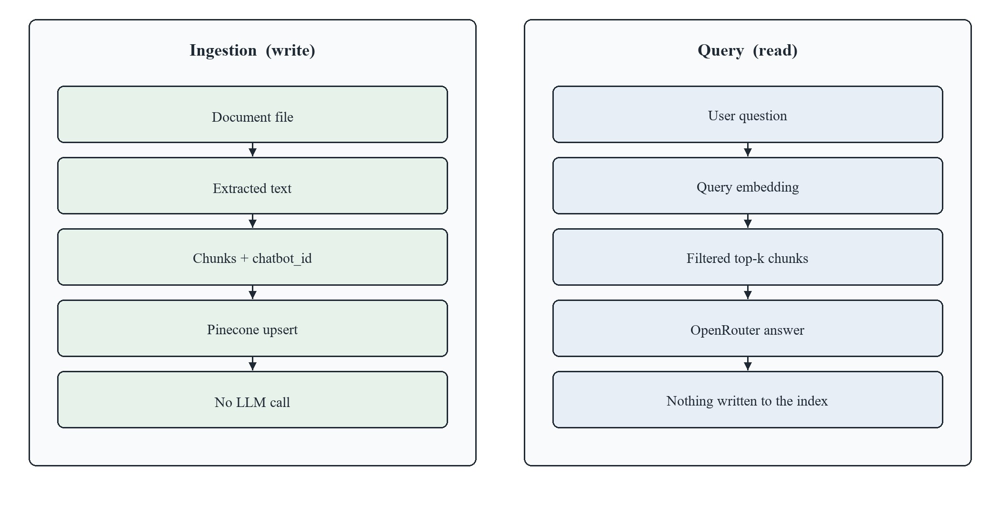 Ingestion (write)
Document file
Extracted text
Chunks + chatbot_id
Pinecone upsert
No LLM call
Query (read)
User question
Query embedding
Filtered top-k chunks
OpenRouter answer
Nothing written to the index